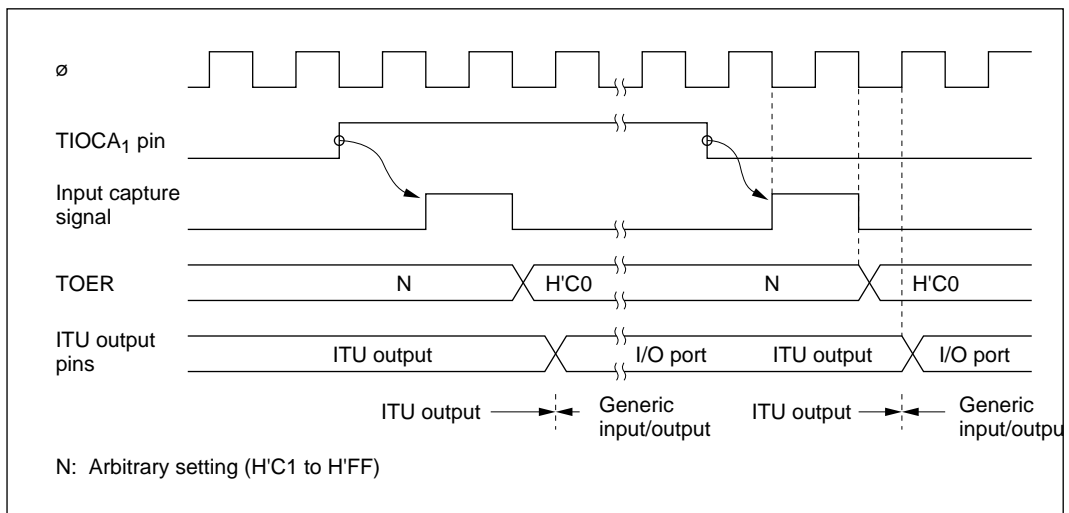 ø
TIOCA1 pin
Input capture
signal
TOER
N
H'C0
N
H'C0
ITU output
pins
ITU output
I/O port
ITU output
I/O port
ITU output
Generic
input/output
ITU output
Generic
input/outpu
N: Arbitrary setting (H'C1 to H'FF)